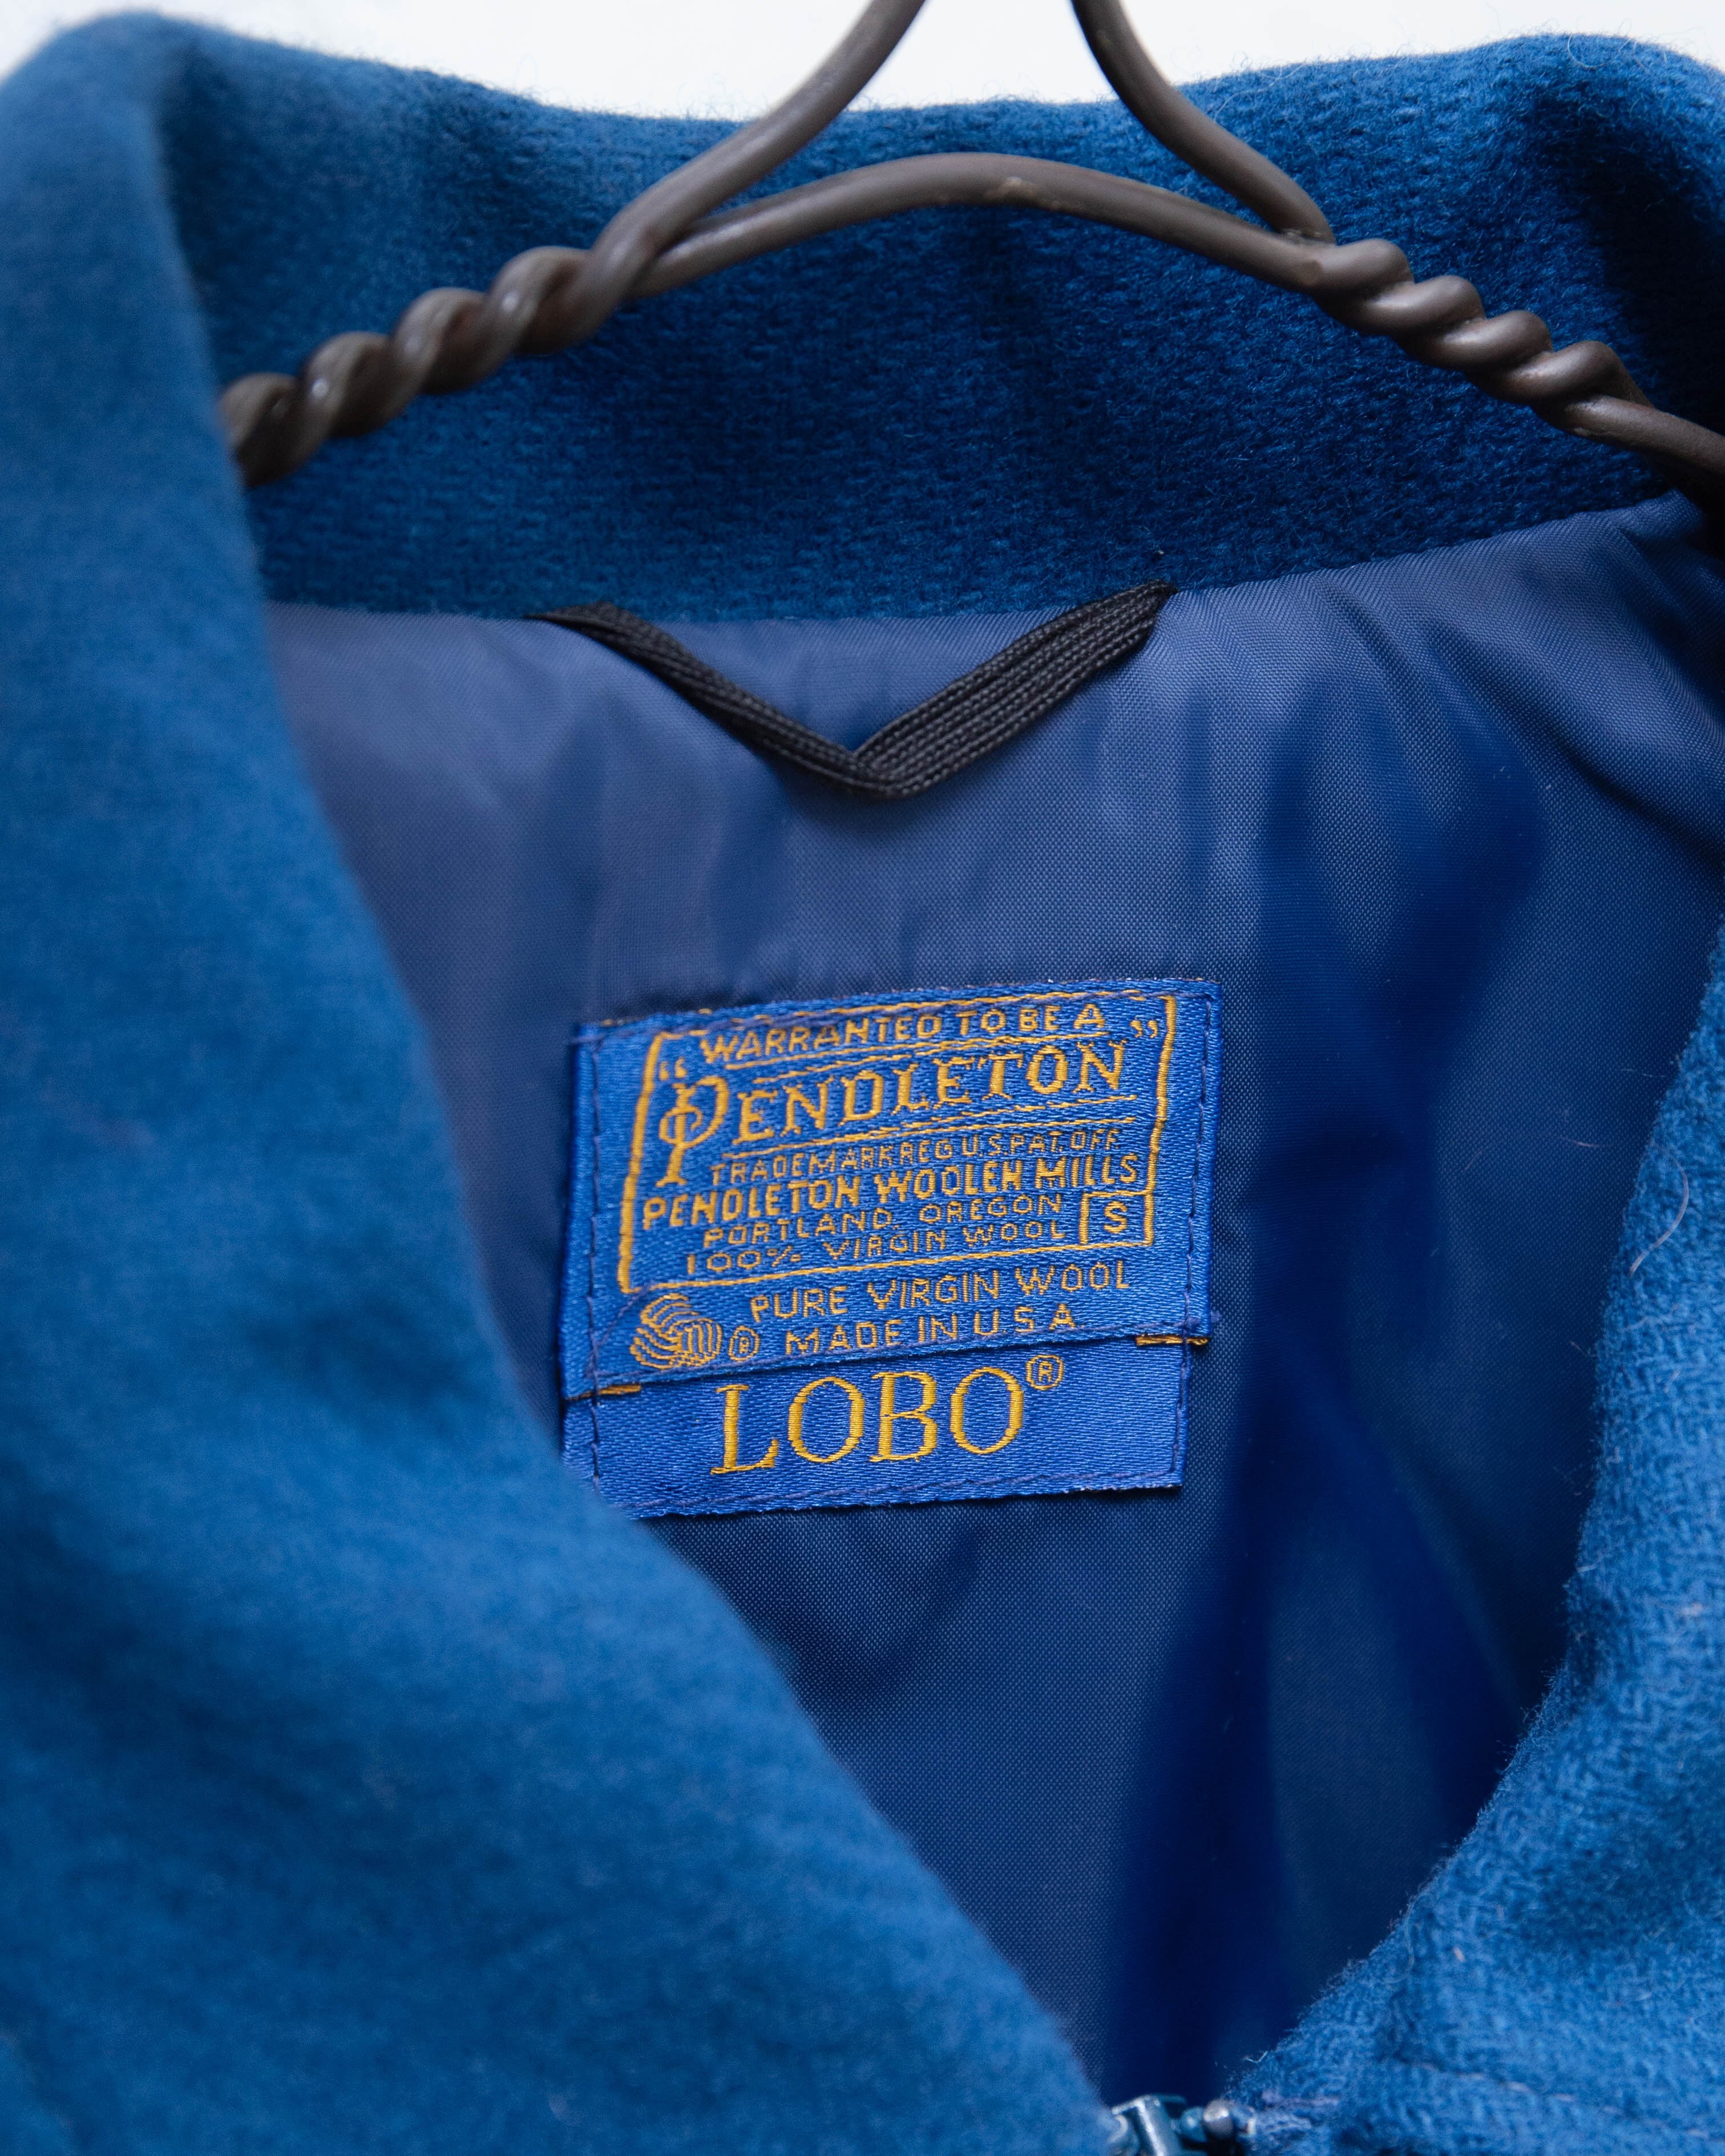 WARRANTED TO BE A
"PENDLETON"
TRADEMARK REG U.S. PAT. OFF.
PENDLETON WOOLEN MILLS
PORTLAND, OREGON
100% VIRGIN WOOL S
PURE VIRGIN WOOL
® MADE IN U.S.A.
LOBO®